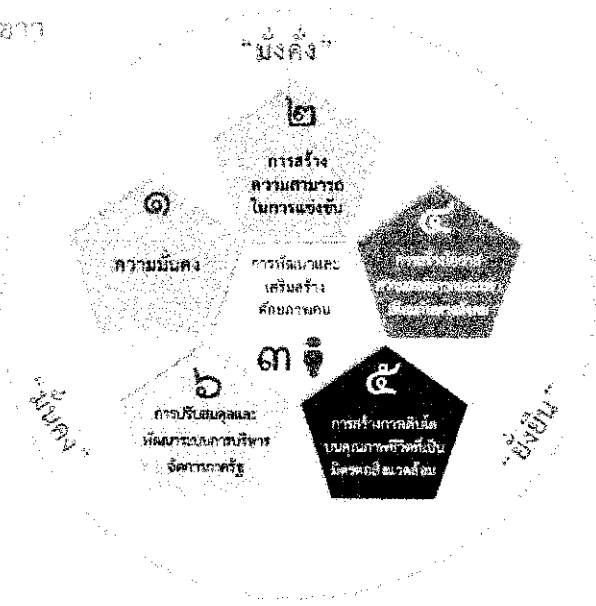 "มั่งคั่ง"
๒
การสร้าง
ความสามารถ
ในการแข่งขัน
๑
ความมั่นคง
๔
การพัฒนาและ
เสริมสร้าง
ศักยภาพคน
๓
๖
การปรับสมดุลและ
พัฒนาระบบการบริหาร
จัดการภาครัฐ
๕
การสร้างการเติบโต
บนคุณภาพชีวิตที่เป็น
มิตรต่อสิ่งแวดล้อม
"มั่นคง"
"ยั่งยืน"